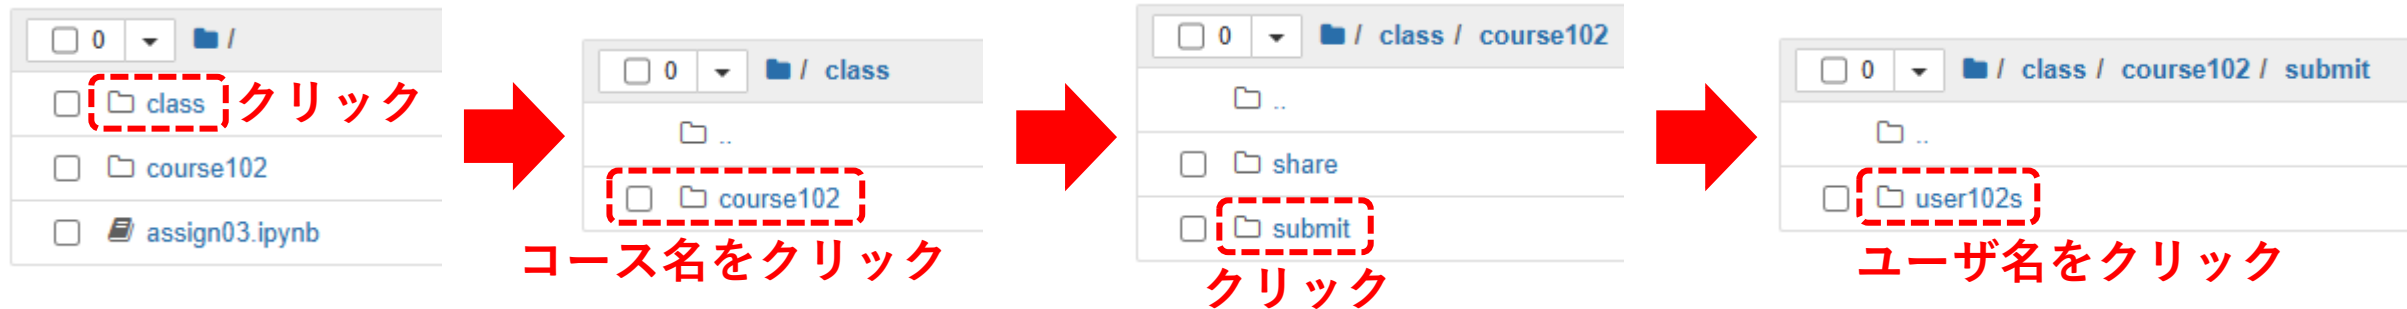 0 /
class クリック
course102
assign03.ipynb
0 / class
..
course102
コース名をクリック
0 / class / course102
..
share
submit
クリック
0 / class / course102 / submit
..
user102s
ユーザ名をクリック